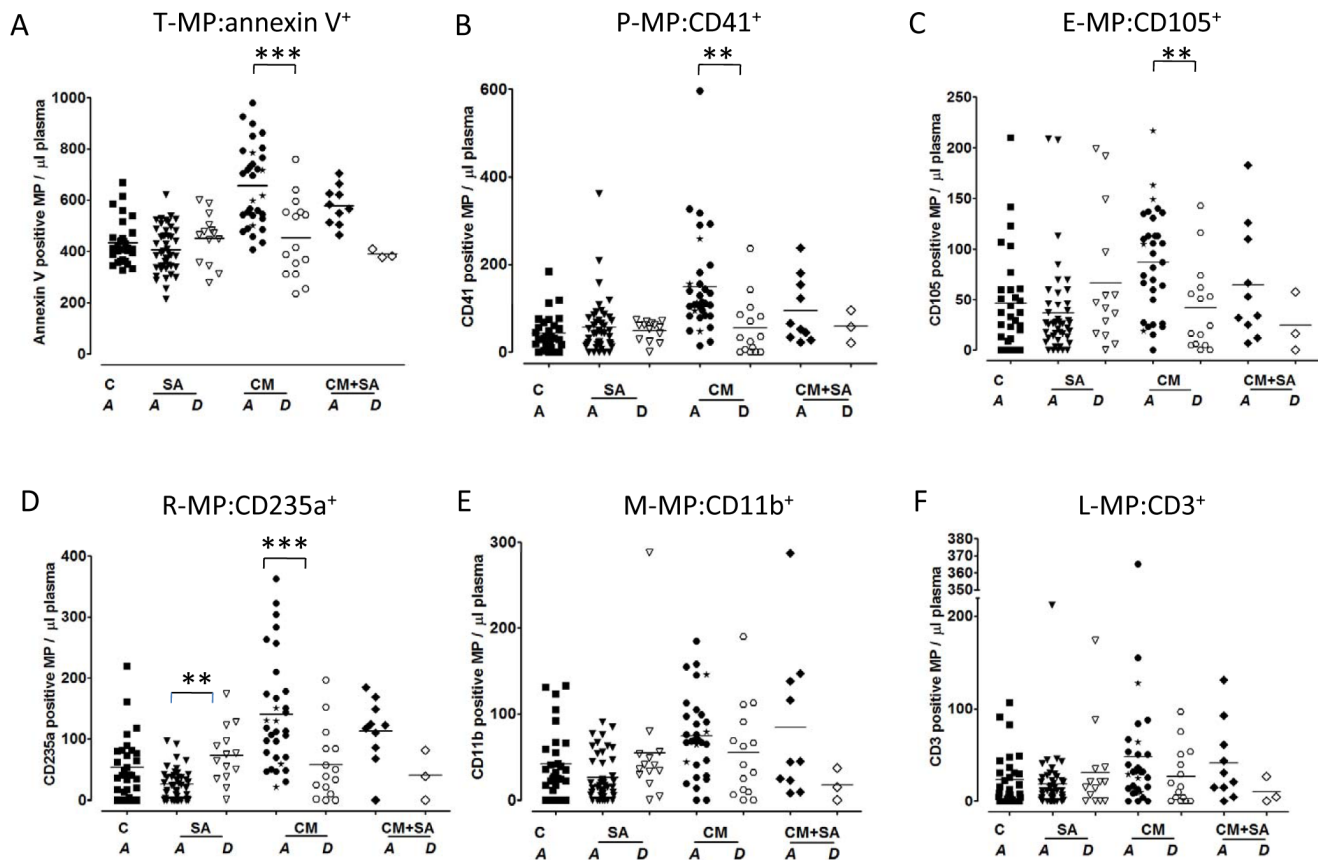 A
T-MP:annexin V⁺
***
Annexin V positive MP / µl plasma
1000
800
600
400
200
0
C SA CM CM+SA
A A D A D A D
B
P-MP:CD41⁺
**
CD41 positive MP / µl plasma
600
400
200
0
C SA CM CM+SA
A A D A D A D
C
E-MP:CD105⁺
**
CD105 positive MP / µl plasma
250
200
150
100
50
0
C SA CM CM+SA
A A D A D A D
D
R-MP:CD235a⁺
***
**
CD235a positive MP / µl plasma
400
300
200
100
0
C SA CM CM+SA
A A D A D A D
E
M-MP:CD11b⁺
CD11b positive MP / µl plasma
300
200
100
0
C SA CM CM+SA
A A D A D A D
F
L-MP:CD3⁺
CD3 positive MP / µl plasma
380
370
360
350
200
50
0
C SA CM CM+SA
A A D A D A D